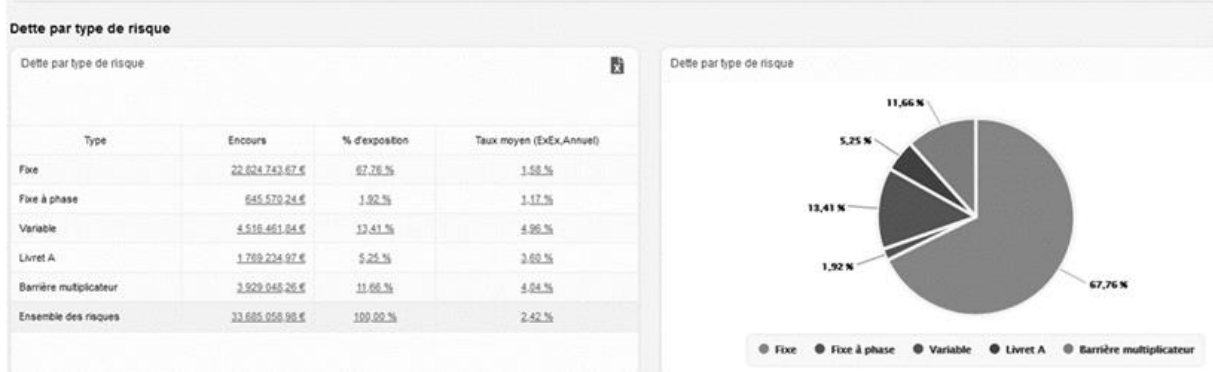 Dette par type de risque
Dette par type de risque
Type Encours % d'exposition Taux moyen (ExEx,Annuel)
Fixe 22 824 743,67 € 67,76 % 1,58 %
Fixe à phase 645 570,24 € 1,92 % 1,17 %
Variable 4 516 461,84 € 13,41 % 4,96 %
Livret A 1 769 234,97 € 5,25 % 3,60 %
Barrière multiplicateur 3 929 048,26 € 11,66 % 4,04 %
Ensemble des risques 33 685 058,98 € 100,00 % 2,42 %
Dette par type de risque
11,66 %
5,25 %
13,41 %
1,92 %
67,76 %
Fixe Fixe à phase Variable Livret A Barrière multiplicateur